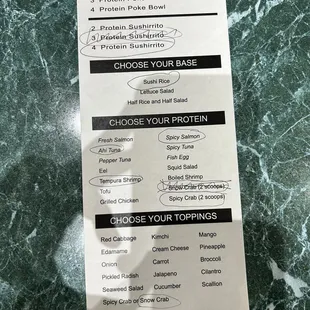 4 Protein Poke Bowl
2 Protein Sushirrito
3 Protein Sushirrito
4 Protein Sushirrito
CHOOSE YOUR BASE
Sushi Rice
Lettuce Salad
Half Rice and Half Salad
CHOOSE YOUR PROTEIN
Fresh Salmon Spicy Salmon
Ahi Tuna Spicy Tuna
Pepper Tuna Fish Egg
Eel Squid Salad
Tempura Shrimp Boiled Shrimp
Tofu Snow Crab (2 scoops)
Grilled Chicken Spicy Crab (2 scoops)
CHOOSE YOUR TOPPINGS
Red Cabbage Kimchi Mango
Edamame Cream Cheese Pineapple
Onion Carrot Broccoli
Pickled Radish Jalapeno Cilantro
Seaweed Salad Cucumber Scallion
Spicy Crab or Snow Crab